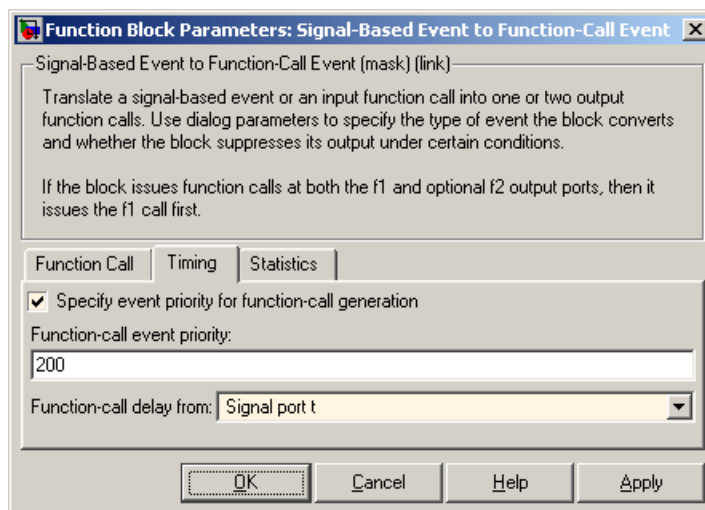 Function Block Parameters: Signal-Based Event to Function-Call Event
Signal-Based Event to Function-Call Event (mask) (link)
Translate a signal-based event or an input function call into one or two output
function calls. Use dialog parameters to specify the type of event the block converts
and whether the block suppresses its output under certain conditions.
If the block issues function calls at both the f1 and optional f2 output ports, then it
issues the f1 call first.
Function Call Timing Statistics
Specify event priority for function-call generation
Function-call event priority:
200
Function-call delay from: Signal port t
OK Cancel Help Apply